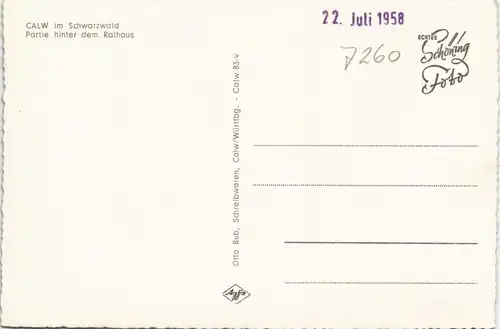 CALW im Schwarzwald
Partie hinter dem Rathaus
22. Juli 1958
7260
ECHTES
Schöning
Foto
Otto Bub, Schreibwaren, Calw/Württbg. - Calw 83-v
Agfa